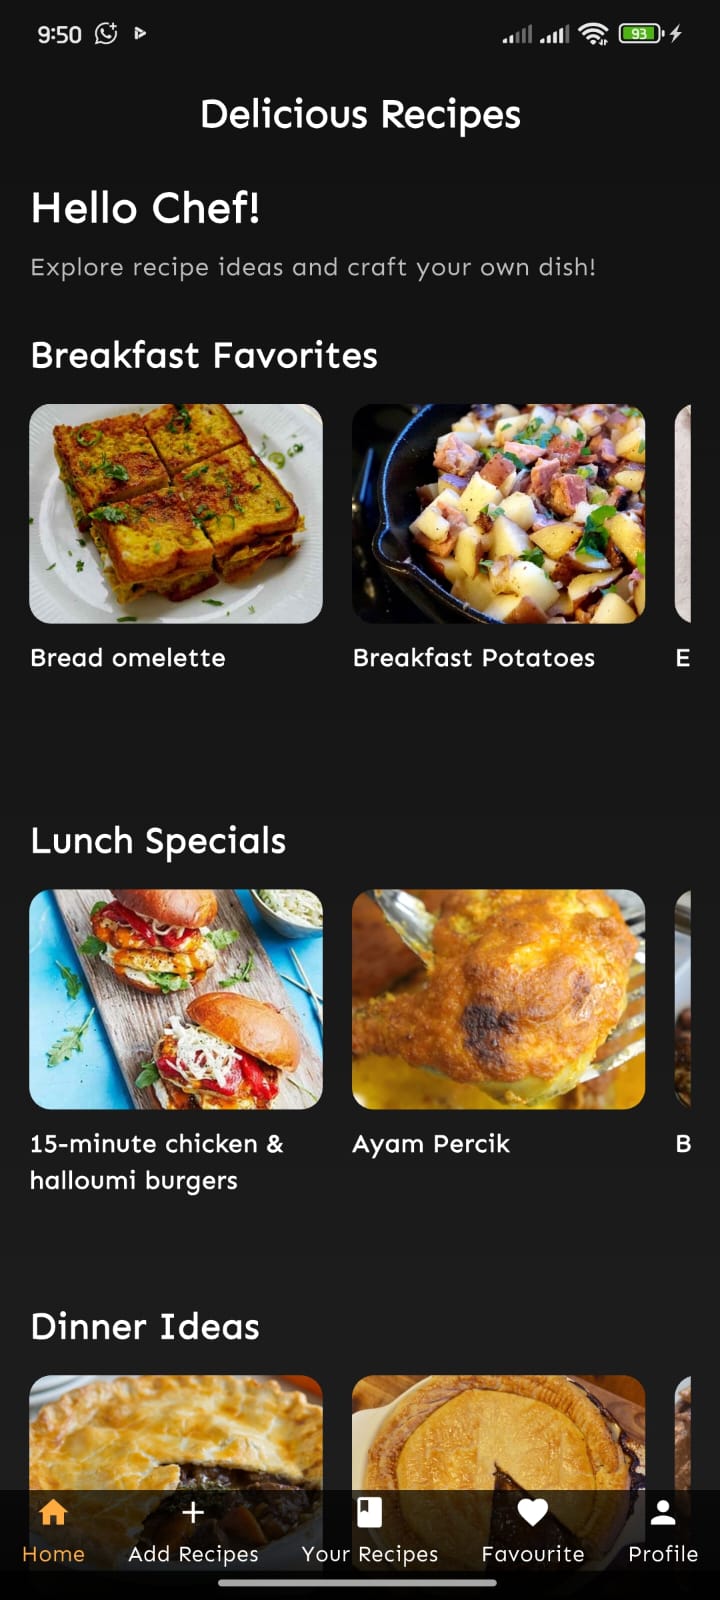 9:50
93
Delicious Recipes
Hello Chef!
Explore recipe ideas and craft your own dish!
Breakfast Favorites
Bread omelette
Breakfast Potatoes
E
Lunch Specials
15-minute chicken &
halloumi burgers
Ayam Percik
B
Dinner Ideas
Home
Add Recipes
Your Recipes
Favourite
Profile